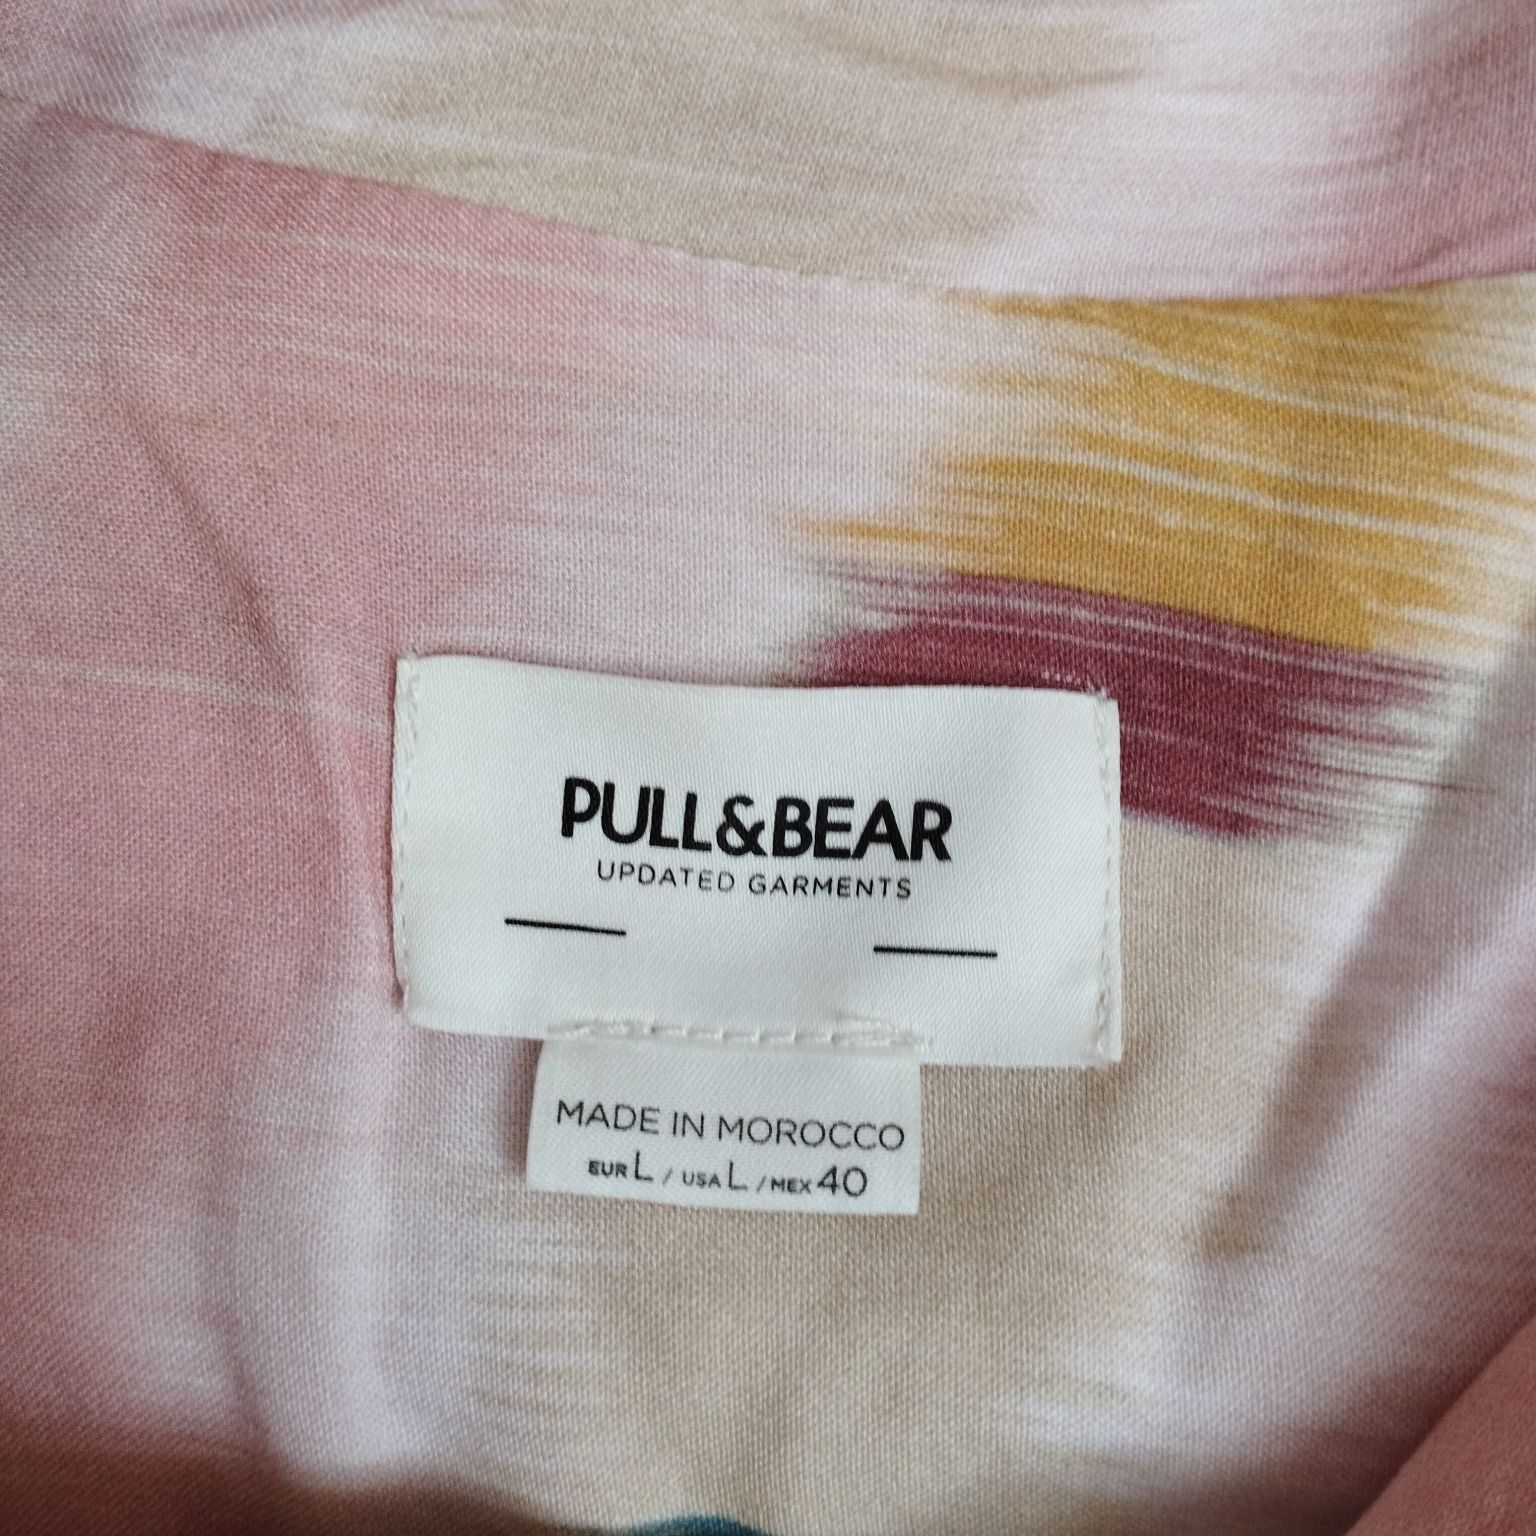 PULL&BEAR
UPDATED GARMENTS
MADE IN MOROCCO
EUR L / USA L / MEX 40